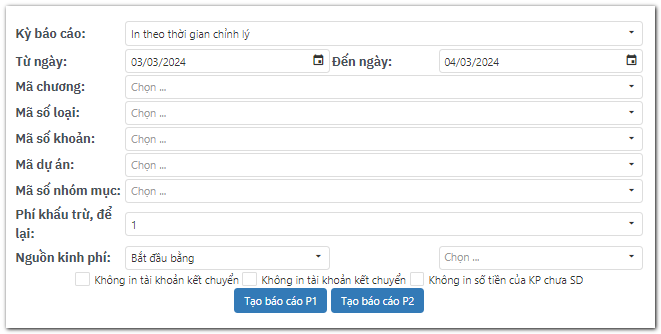 Kỳ báo cáo: In theo thời gian chỉnh lý
Từ ngày: 03/03/2024 Đến ngày: 04/03/2024
Mã chương: Chọn ...
Mã số loại: Chọn ...
Mã số khoản: Chọn ...
Mã dự án: Chọn ...
Mã số nhóm mục: Chọn ...
Phí khấu trừ, để
lại: 1
Nguồn kinh phí: Bắt đầu bằng Chọn ...
Không in tài khoản kết chuyển Không in tài khoản kết chuyển Không in số tiền của KP chưa SD
Tạo báo cáo P1 Tạo báo cáo P2